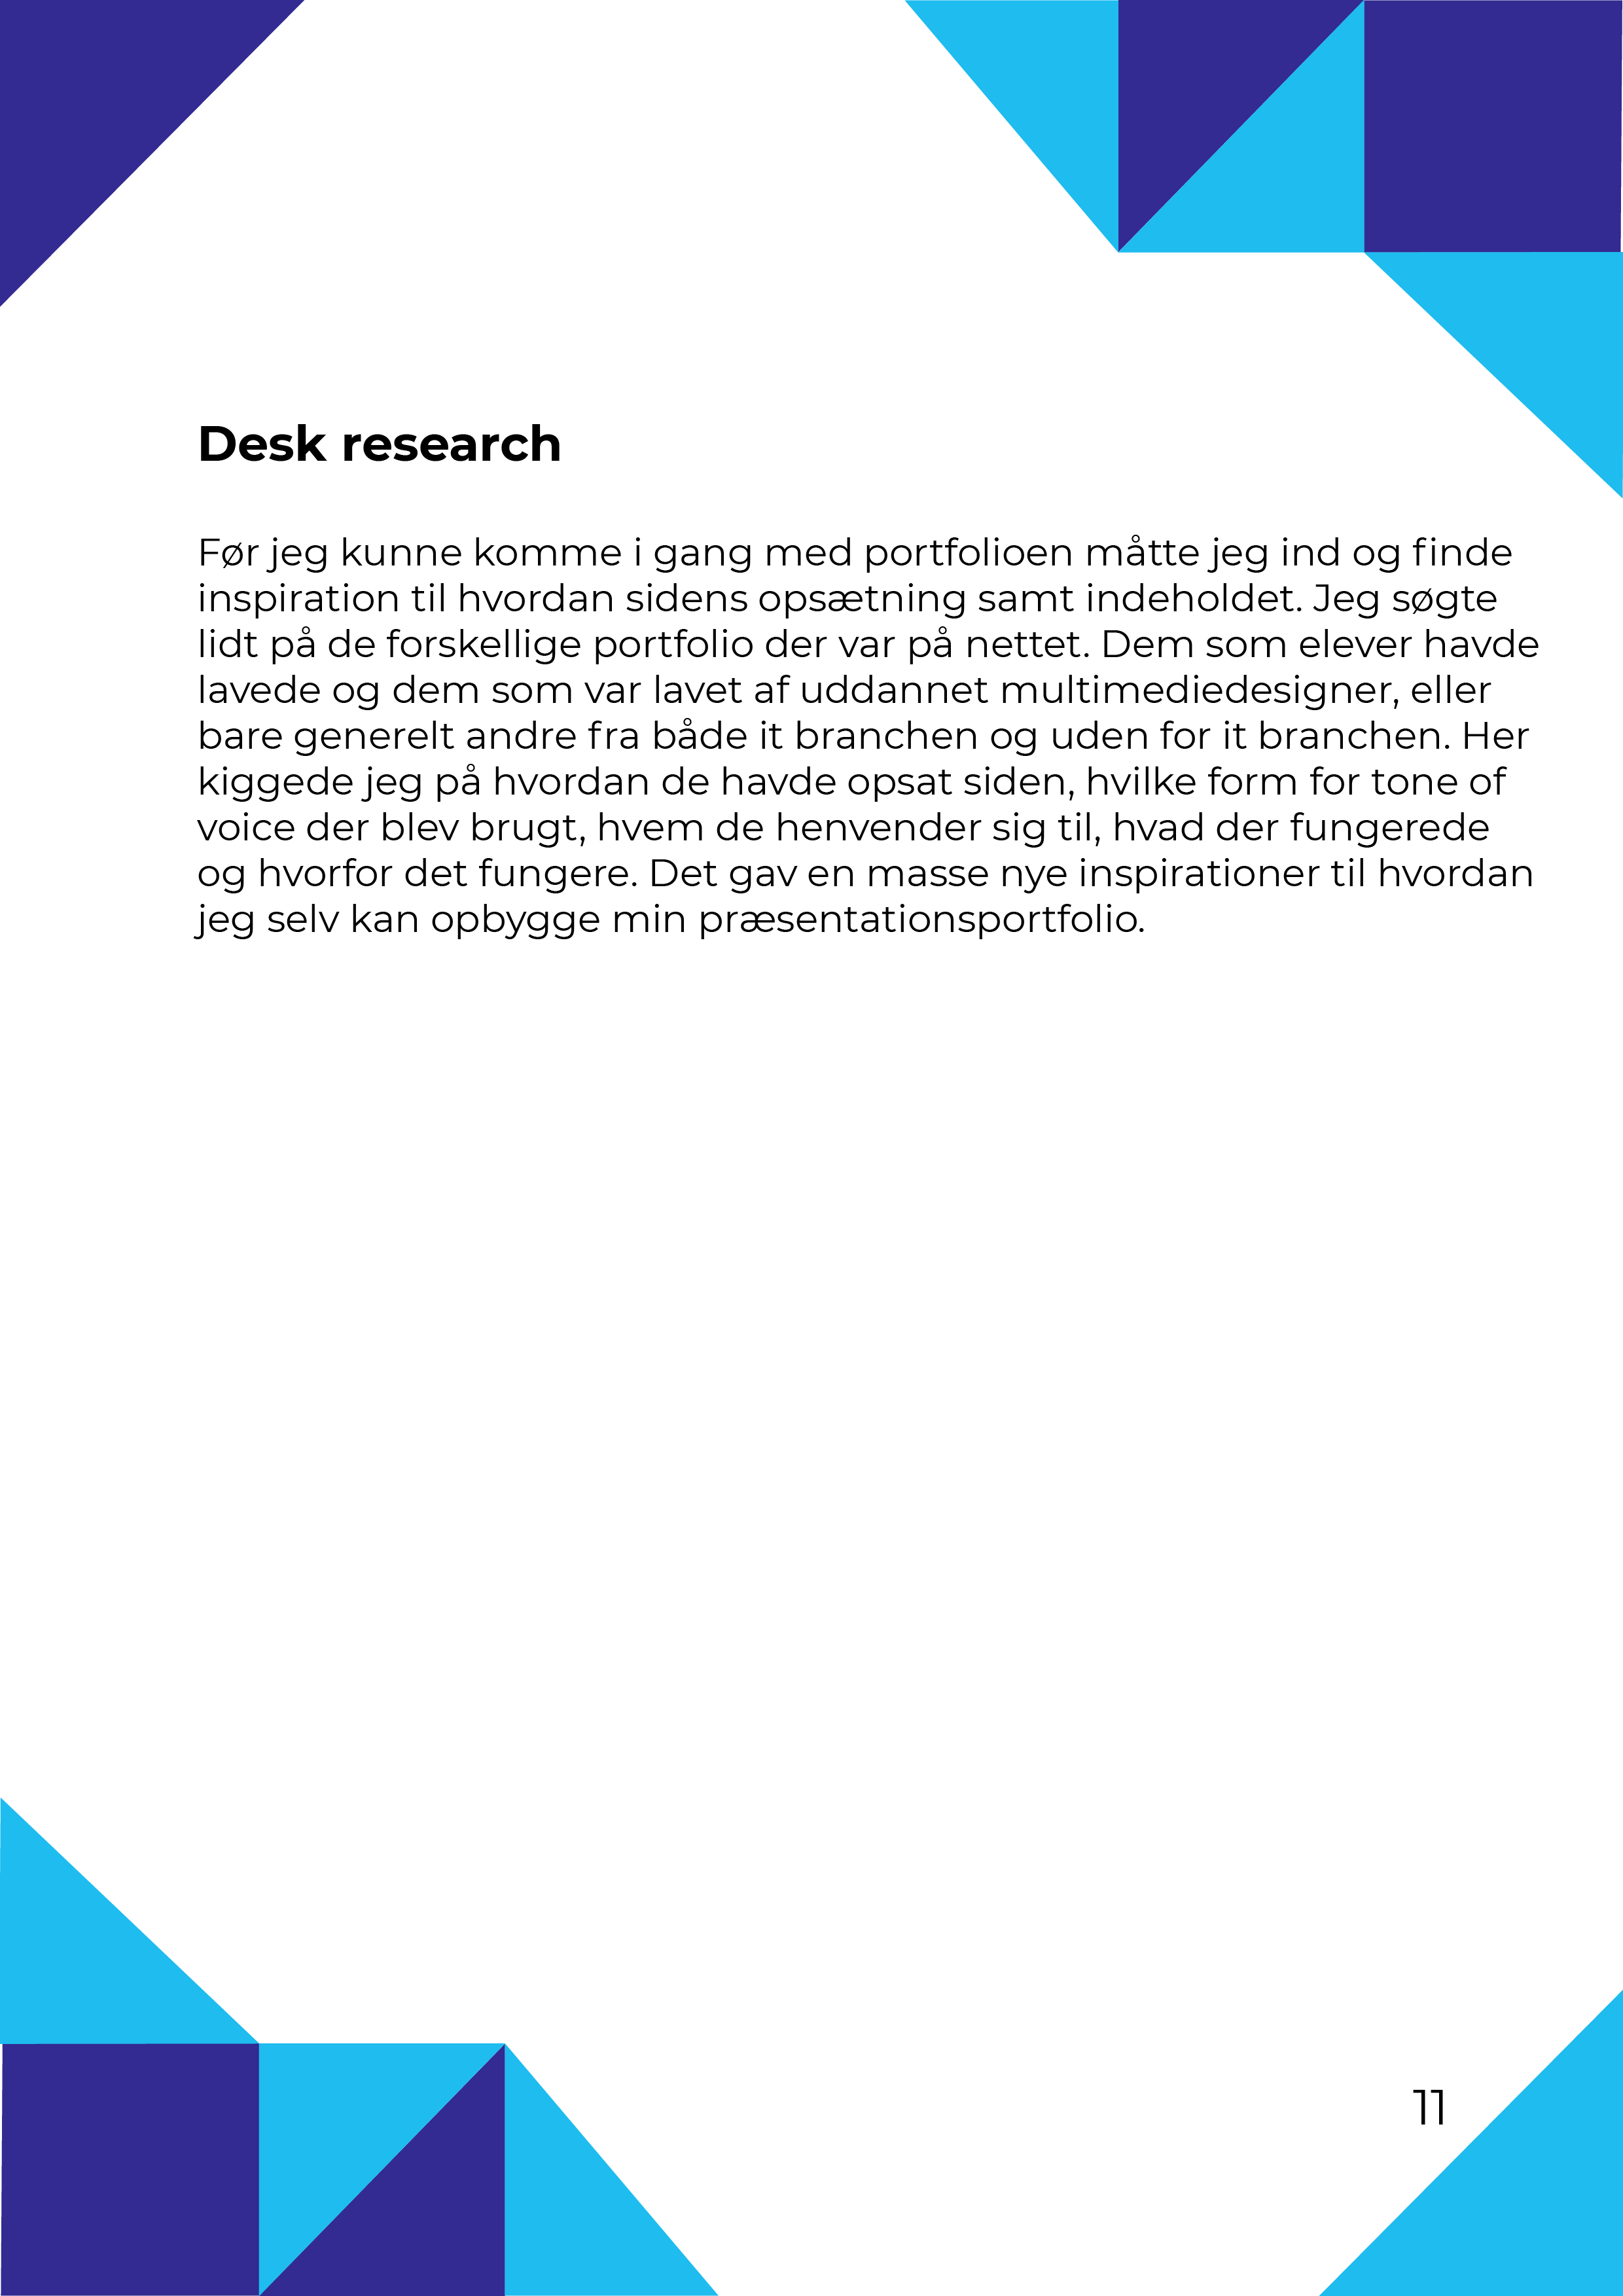 Desk research
Før jeg kunne komme i gang med portfolioen måtte jeg ind og finde
inspiration til hvordan sidens opsætning samt indeholdet. Jeg søgte
lidt på de forskellige portfolio der var på nettet. Dem som elever havde
lavede og dem som var lavet af uddannet multimediedesigner, eller
bare generelt andre fra både it branchen og uden for it branchen. Her
kiggede jeg på hvordan de havde opsat siden, hvilke form for tone of
voice der blev brugt, hvem de henvender sig til, hvad der fungerede
og hvorfor det fungere. Det gav en masse nye inspirationer til hvordan
jeg selv kan opbygge min præsentationsportfolio.
11